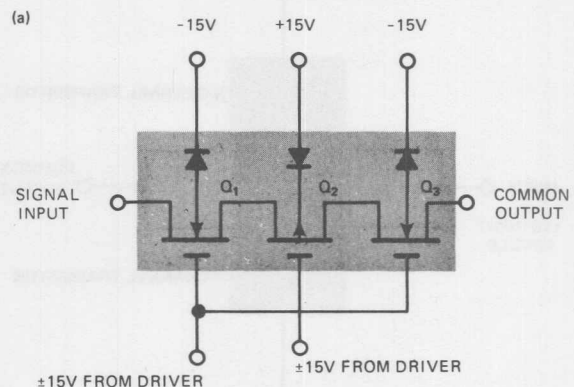 (a)
-15V +15V -15V
Q1 Q2 Q3
SIGNAL INPUT COMMON OUTPUT
±15V FROM DRIVER
±15V FROM DRIVER